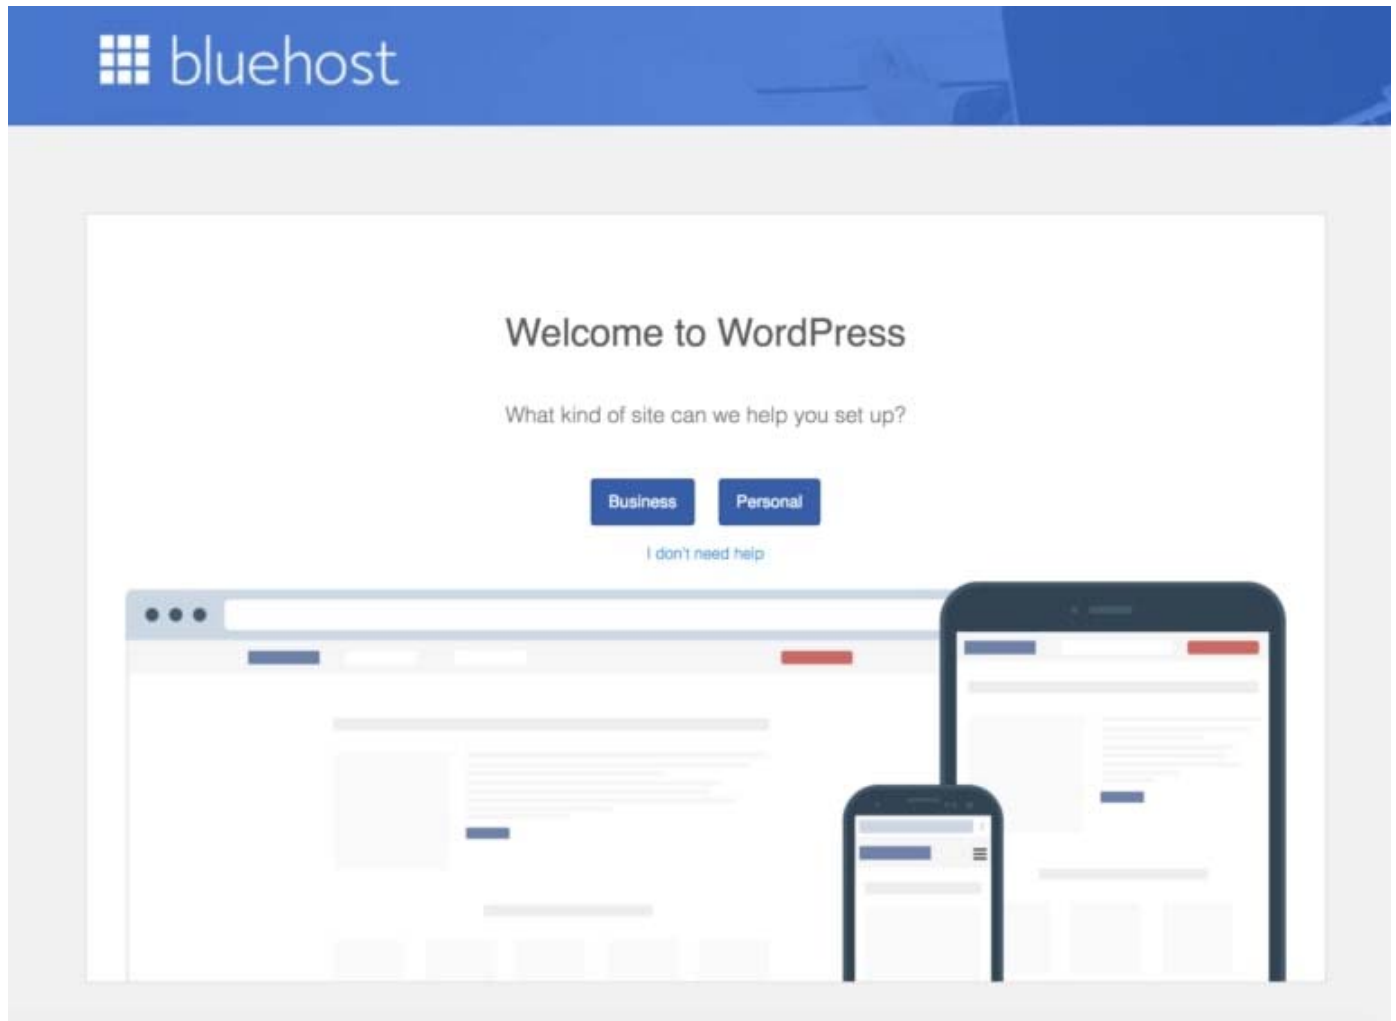 bluehost
Welcome to WordPress
What kind of site can we help you set up?
Business Personal
I don't need help